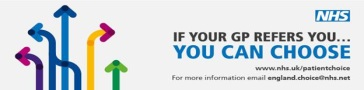 NHS
IF YOUR GP REFERS YOU...
YOU CAN CHOOSE
www.nhs.uk/patientchoice
For more information email england.choice@nhs.net